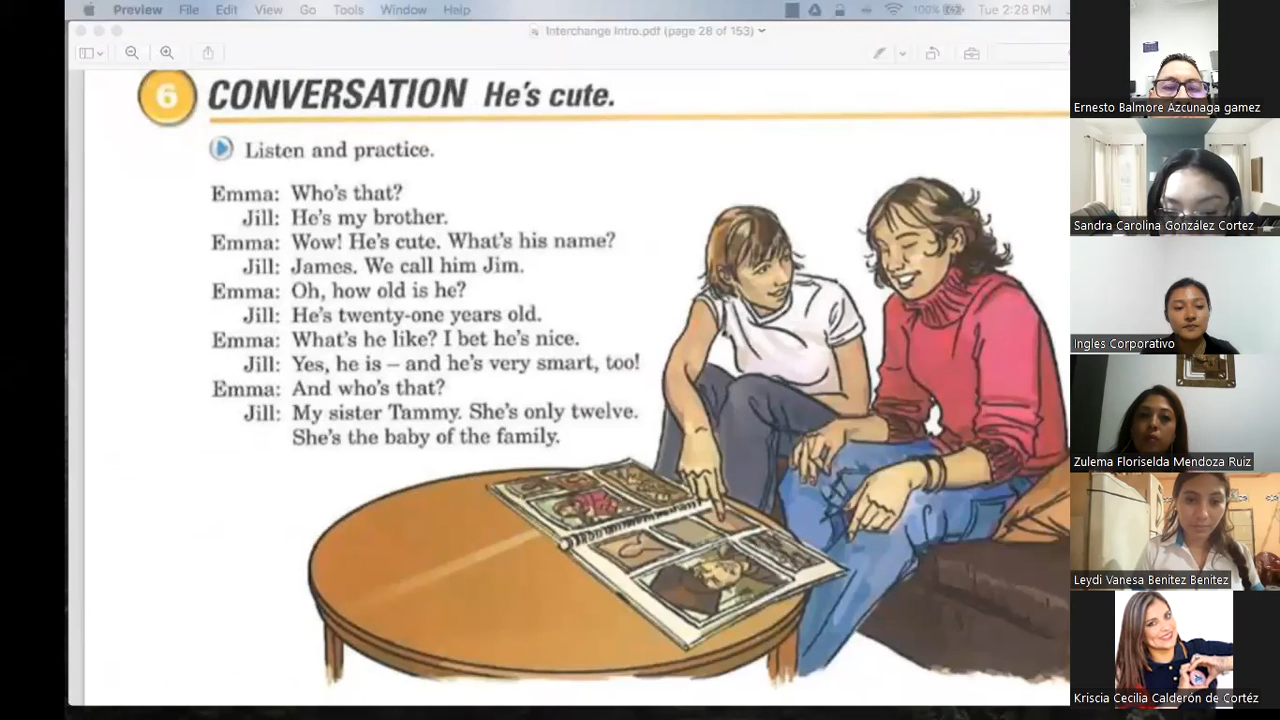 Preview File Edit View Go Tools Window Help 100% Tue 2:28 PM
Interchange Intro.pdf (page 28 of 153)
6 CONVERSATION He's cute.
Listen and practice.
Emma: Who's that?
Jill: He's my brother.
Emma: Wow! He's cute. What's his name?
Jill: James. We call him Jim.
Emma: Oh, how old is he?
Jill: He's twenty-one years old.
Emma: What's he like? I bet he's nice.
Jill: Yes, he is – and he's very smart, too!
Emma: And who's that?
Jill: My sister Tammy. She's only twelve.
She's the baby of the family.
Ernesto Balmore Azcunaga gamez
Sandra Carolina González Cortez
Ingles Corporativo
Zulema Floriselda Mendoza Ruiz
Leydi Vanesa Benítez Benítez
Kriscia Cecilia Calderón de Cortéz